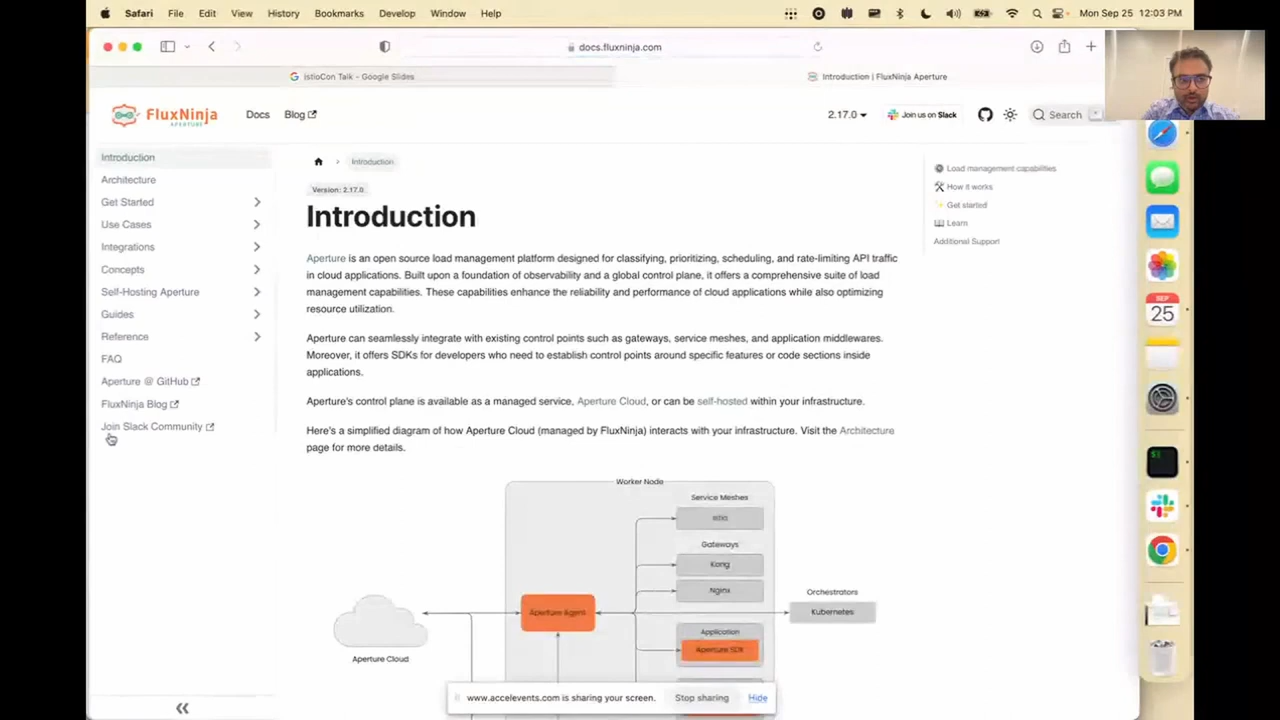 Safari File Edit View History Bookmarks Develop Window Help Mon Sep 25 12:03 PM
docs.fluxninja.com
istioCon Talk - Google Slides
Introduction | FluxNinja Aperture
FluxNinja
APERTURE
Docs
Blog
2.17.0
Join us on Slack
Search
Introduction
Architecture
Get Started
Use Cases
Integrations
Concepts
Self-Hosting Aperture
Guides
Reference
FAQ
Aperture @ GitHub
FluxNinja Blog
Join Slack Community
Introduction
Version: 2.17.0
Introduction
Aperture is an open source load management platform designed for classifying, prioritizing, scheduling, and rate-limiting API traffic
in cloud applications. Built upon a foundation of observability and a global control plane, it offers a comprehensive suite of load
management capabilities. These capabilities enhance the reliability and performance of cloud applications while also optimizing
resource utilization.
Aperture can seamlessly integrate with existing control points such as gateways, service meshes, and application middlewares.
Moreover, it offers SDKs for developers who need to establish control points around specific features or code sections inside
applications.
Aperture's control plane is available as a managed service, Aperture Cloud, or can be self-hosted within your infrastructure.
Here's a simplified diagram of how Aperture Cloud (managed by FluxNinja) interacts with your infrastructure. Visit the Architecture
page for more details.
Load management capabilities
How it works
Get started
Learn
Additional Support
Worker Node
Service Meshes
Istio
Gateways
Kong
Nginx
Orchestrators
Kubernetes
Aperture Agent
Application
Aperture SDK
Aperture Cloud
www.accelevents.com is sharing your screen. Stop sharing Hide
SEP
25